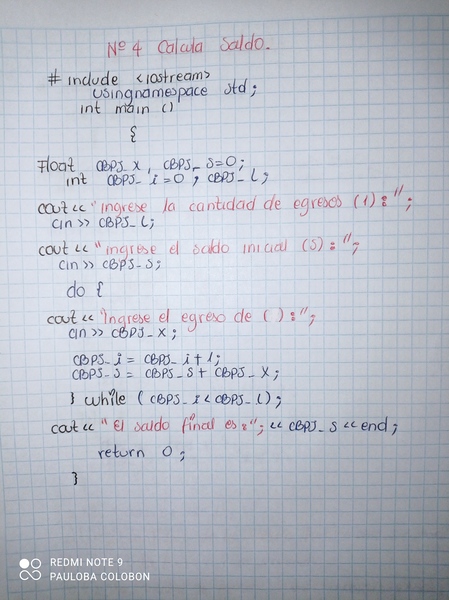 Nº 4 Calcula Saldo.
# include <iostream>
usingnamespace std;
int main ()
{
Float CBPS_X, CBPS_S=0;
int CBPS_i=0, CBPS_L;
cout<< "ingrese la cantidad de egresos (1):";
cin>> CBPS_L;
cout<< "ingrese el saldo inicial (S):";
cin>> CBPS_S;
do {
cout<< "Ingrese el egreso de ( ):";
cin>> CBPS_X;
CBPS_i = CBPS_i+1;
CBPS_S = CBPS_S + CBPS_X;
} while (CBPS_i<CBPS_L);
cout<< "El saldo final es:"; << CBPS_S <<end;
return 0;
}
REDMI NOTE 9
PAULOBA COLOBON